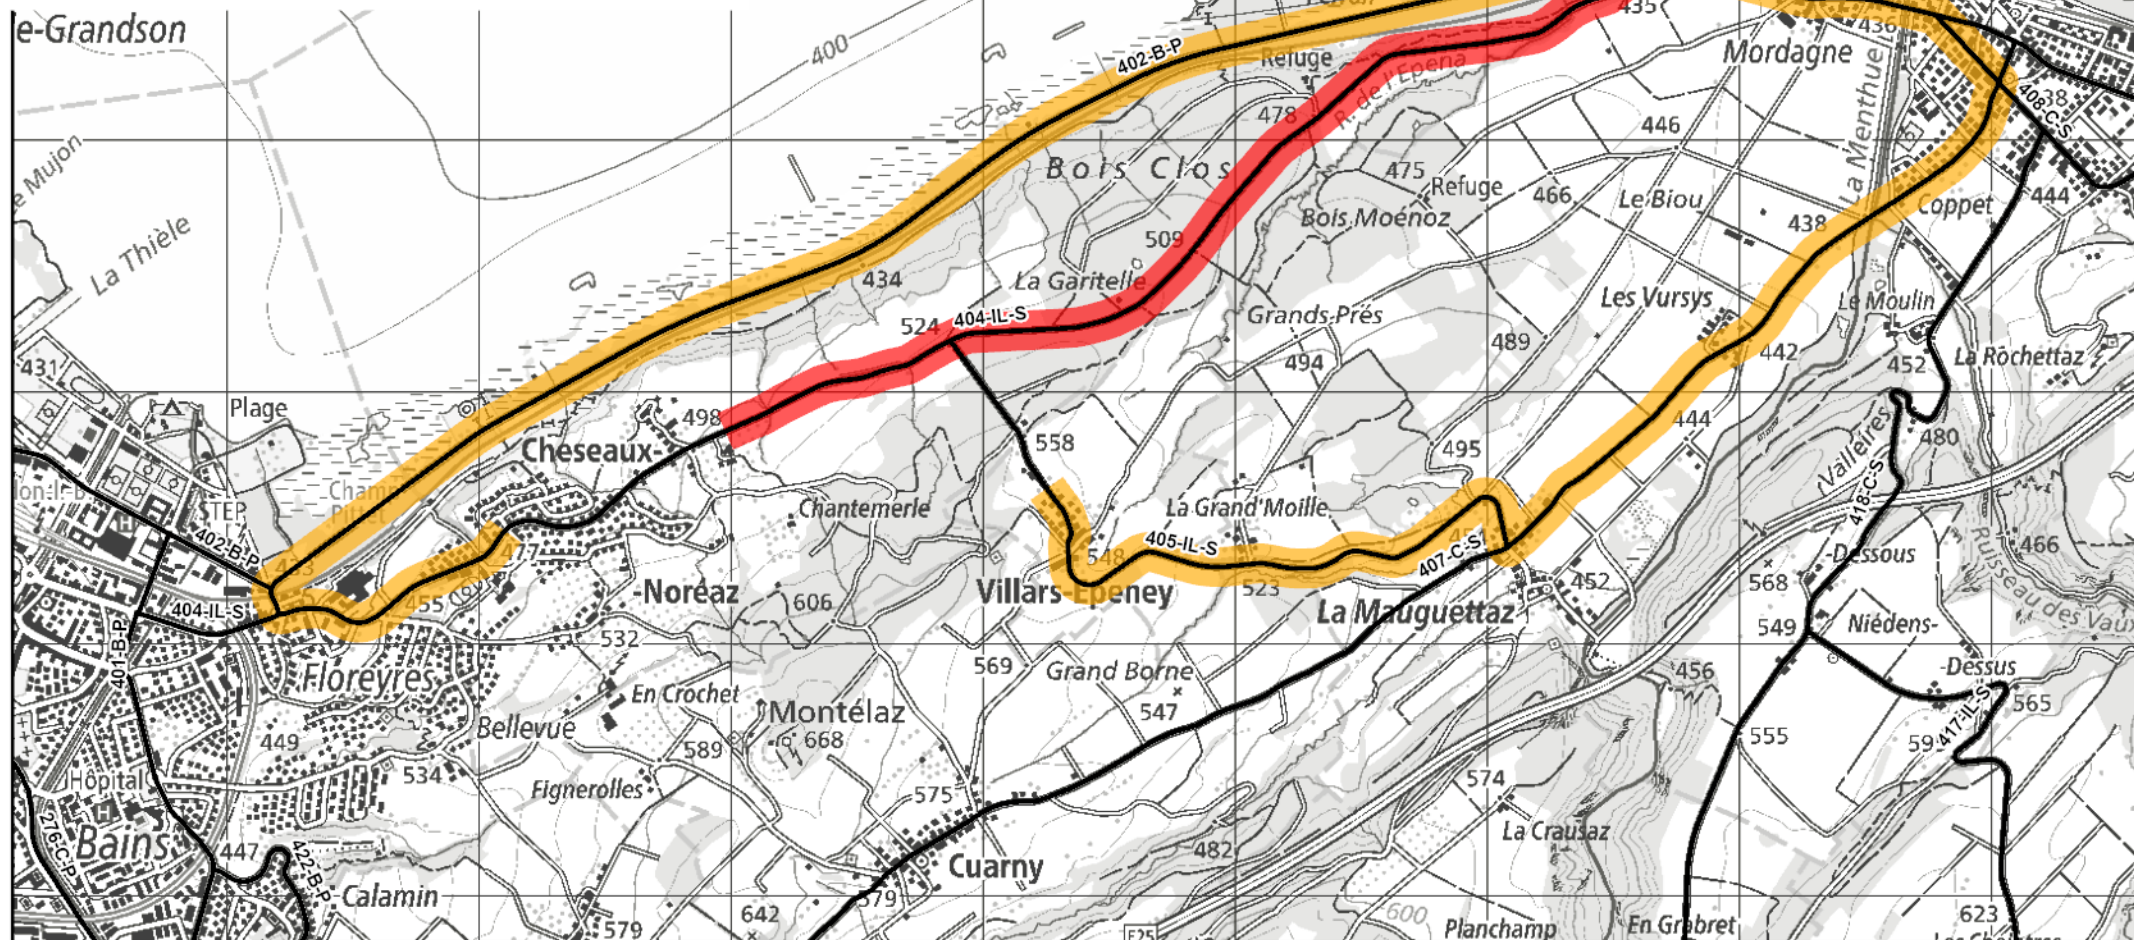 e-Grandson
400
402-B-P
Refuge
R. de l'Epena
435
436
Mordagne
408-C-S
478
Bois Clos
475
Refuge
446
466
Le Biou
La Menthue
444
Coppet
438
Bois Moënoz
509
La Garitelle
434
e Mujon
La Thièle
524
404-IL-S
Grands Prés
494
489
Les Vursys
442
Le Moulin
452
La Rochettaz
431
Plage
498
Cheseaux-
558
495
444
480
Valleires
418-C-S
STEP
Champ
Pittet
Chantemerle
La Grand'Moille
402-B-P
477
548
405-IL-S
407-C-S
466
-Dessous
568
452
404-IL-S
455
-Noréaz
606
Villars-Epeney
523
La Mauguettaz
Ruisseau des Vaux
401-B-P
532
549
Niédens-
Floreyres
569
Grand Borne
456
-Dessus
565
En Crochet
547
417-IL-S
Montélaz
668
Bellevue
449
589
555
534
Hôpital
Fignerolles
575
574
276-C-P
Bains
447
422-B-P
482
La Crausaz
Calamin
Cuarny
579
642
579
600
Planchamp
En Grabret
623